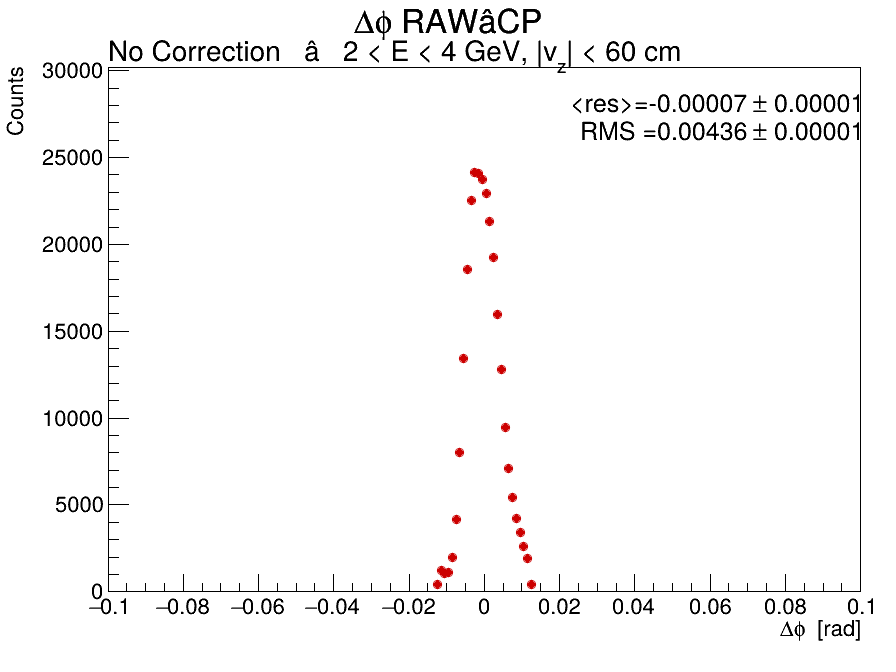 Δϕ RAWâCP
No Correction â 2 < E < 4 GeV, |vz| < 60 cm
Counts
<res>=-0.00007 ± 0.00001
RMS =0.00436 ± 0.00001
30000
25000
20000
15000
10000
5000
0
−0.1 −0.08 −0.06 −0.04 −0.02 0 0.02 0.04 0.06 0.08 0.1
Δϕ [rad]